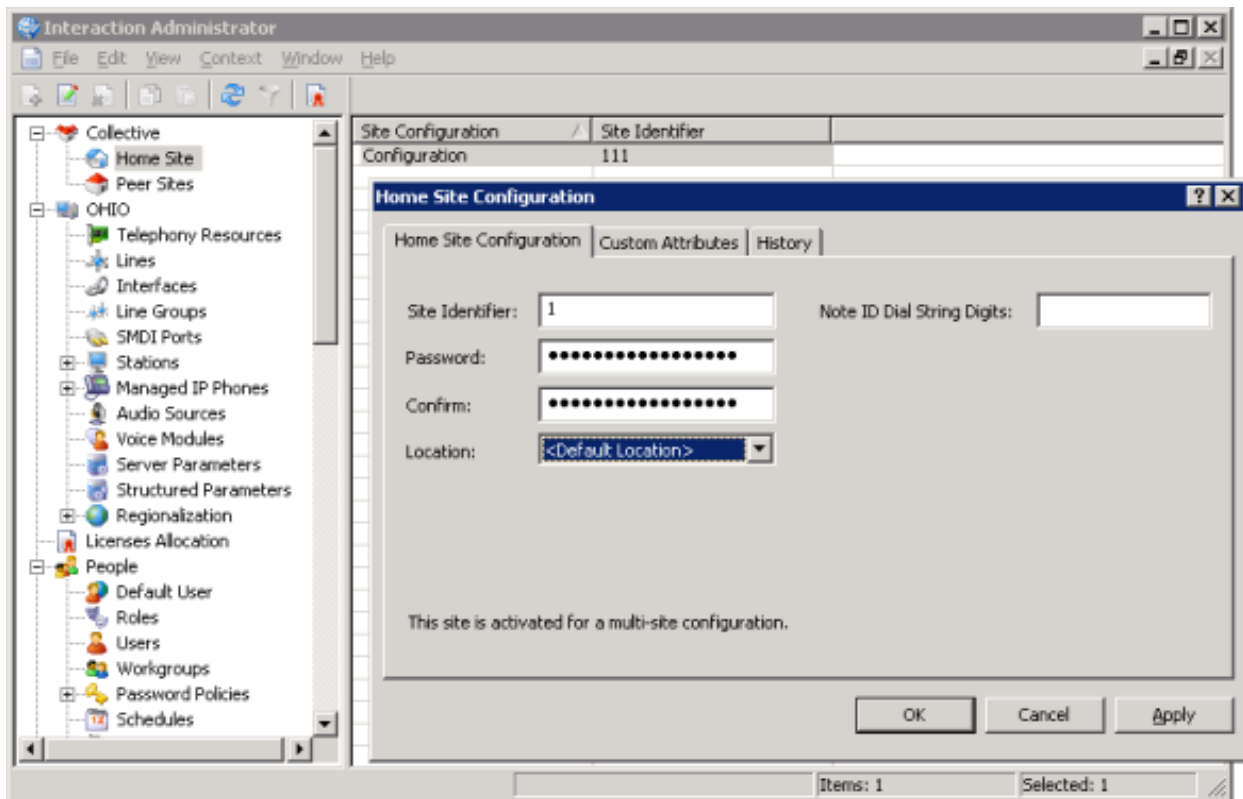 Interaction Administrator
File Edit View Context Window Help
Collective
Home Site
Peer Sites
OHIO
Telephony Resources
Lines
Interfaces
Line Groups
SMDI Ports
Stations
Managed IP Phones
Audio Sources
Voice Modules
Server Parameters
Structured Parameters
Regionalization
Licenses Allocation
People
Default User
Roles
Users
Workgroups
Password Policies
Schedules
Site Configuration Site Identifier
Configuration 111
Home Site Configuration
Home Site Configuration Custom Attributes History
Site Identifier: 1 Note ID Dial String Digits:
Password: •••••••••••••••••
Confirm: •••••••••••••••••
Location: <Default Location>
This site is activated for a multi-site configuration.
OK Cancel Apply
Items: 1 Selected: 1